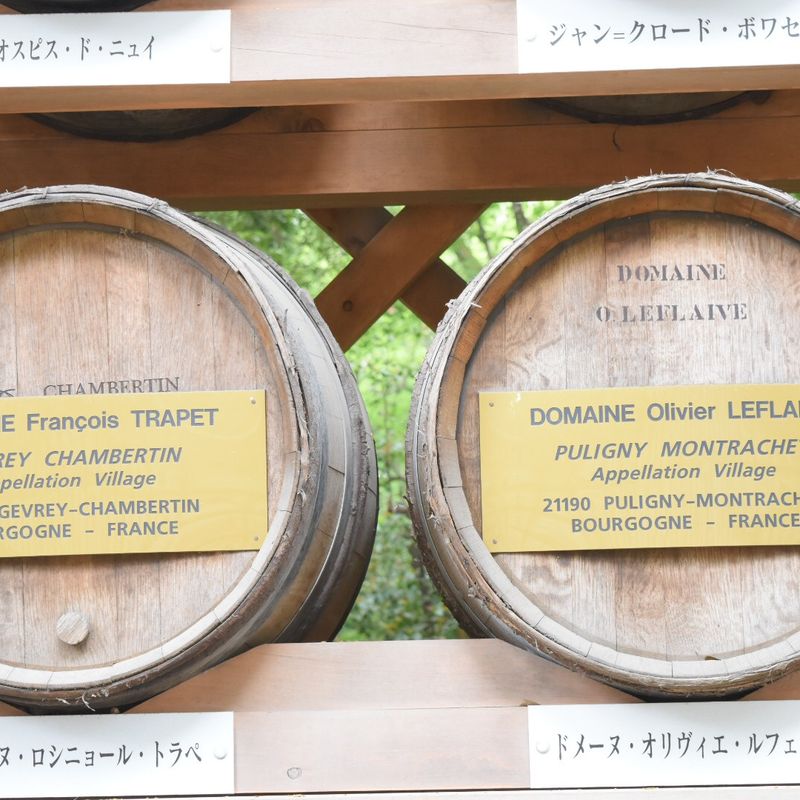 オスピス・ド・ニュイ
ジャン=クロード・ボワセ
CHAMBERTIN
E François TRAPET
REY CHAMBERTIN
pellation Village
GEVREY-CHAMBERTIN
RGOGNE - FRANCE
DOMAINE
O. LEFLAIVE
DOMAINE Olivier LEFLAI
PULIGNY MONTRACHE
Appellation Village
21190 PULIGNY-MONTRACH
BOURGOGNE - FRANCE
ヌ・ロシニョール・トラペ
ドメーヌ・オリヴィエ・ルフェ